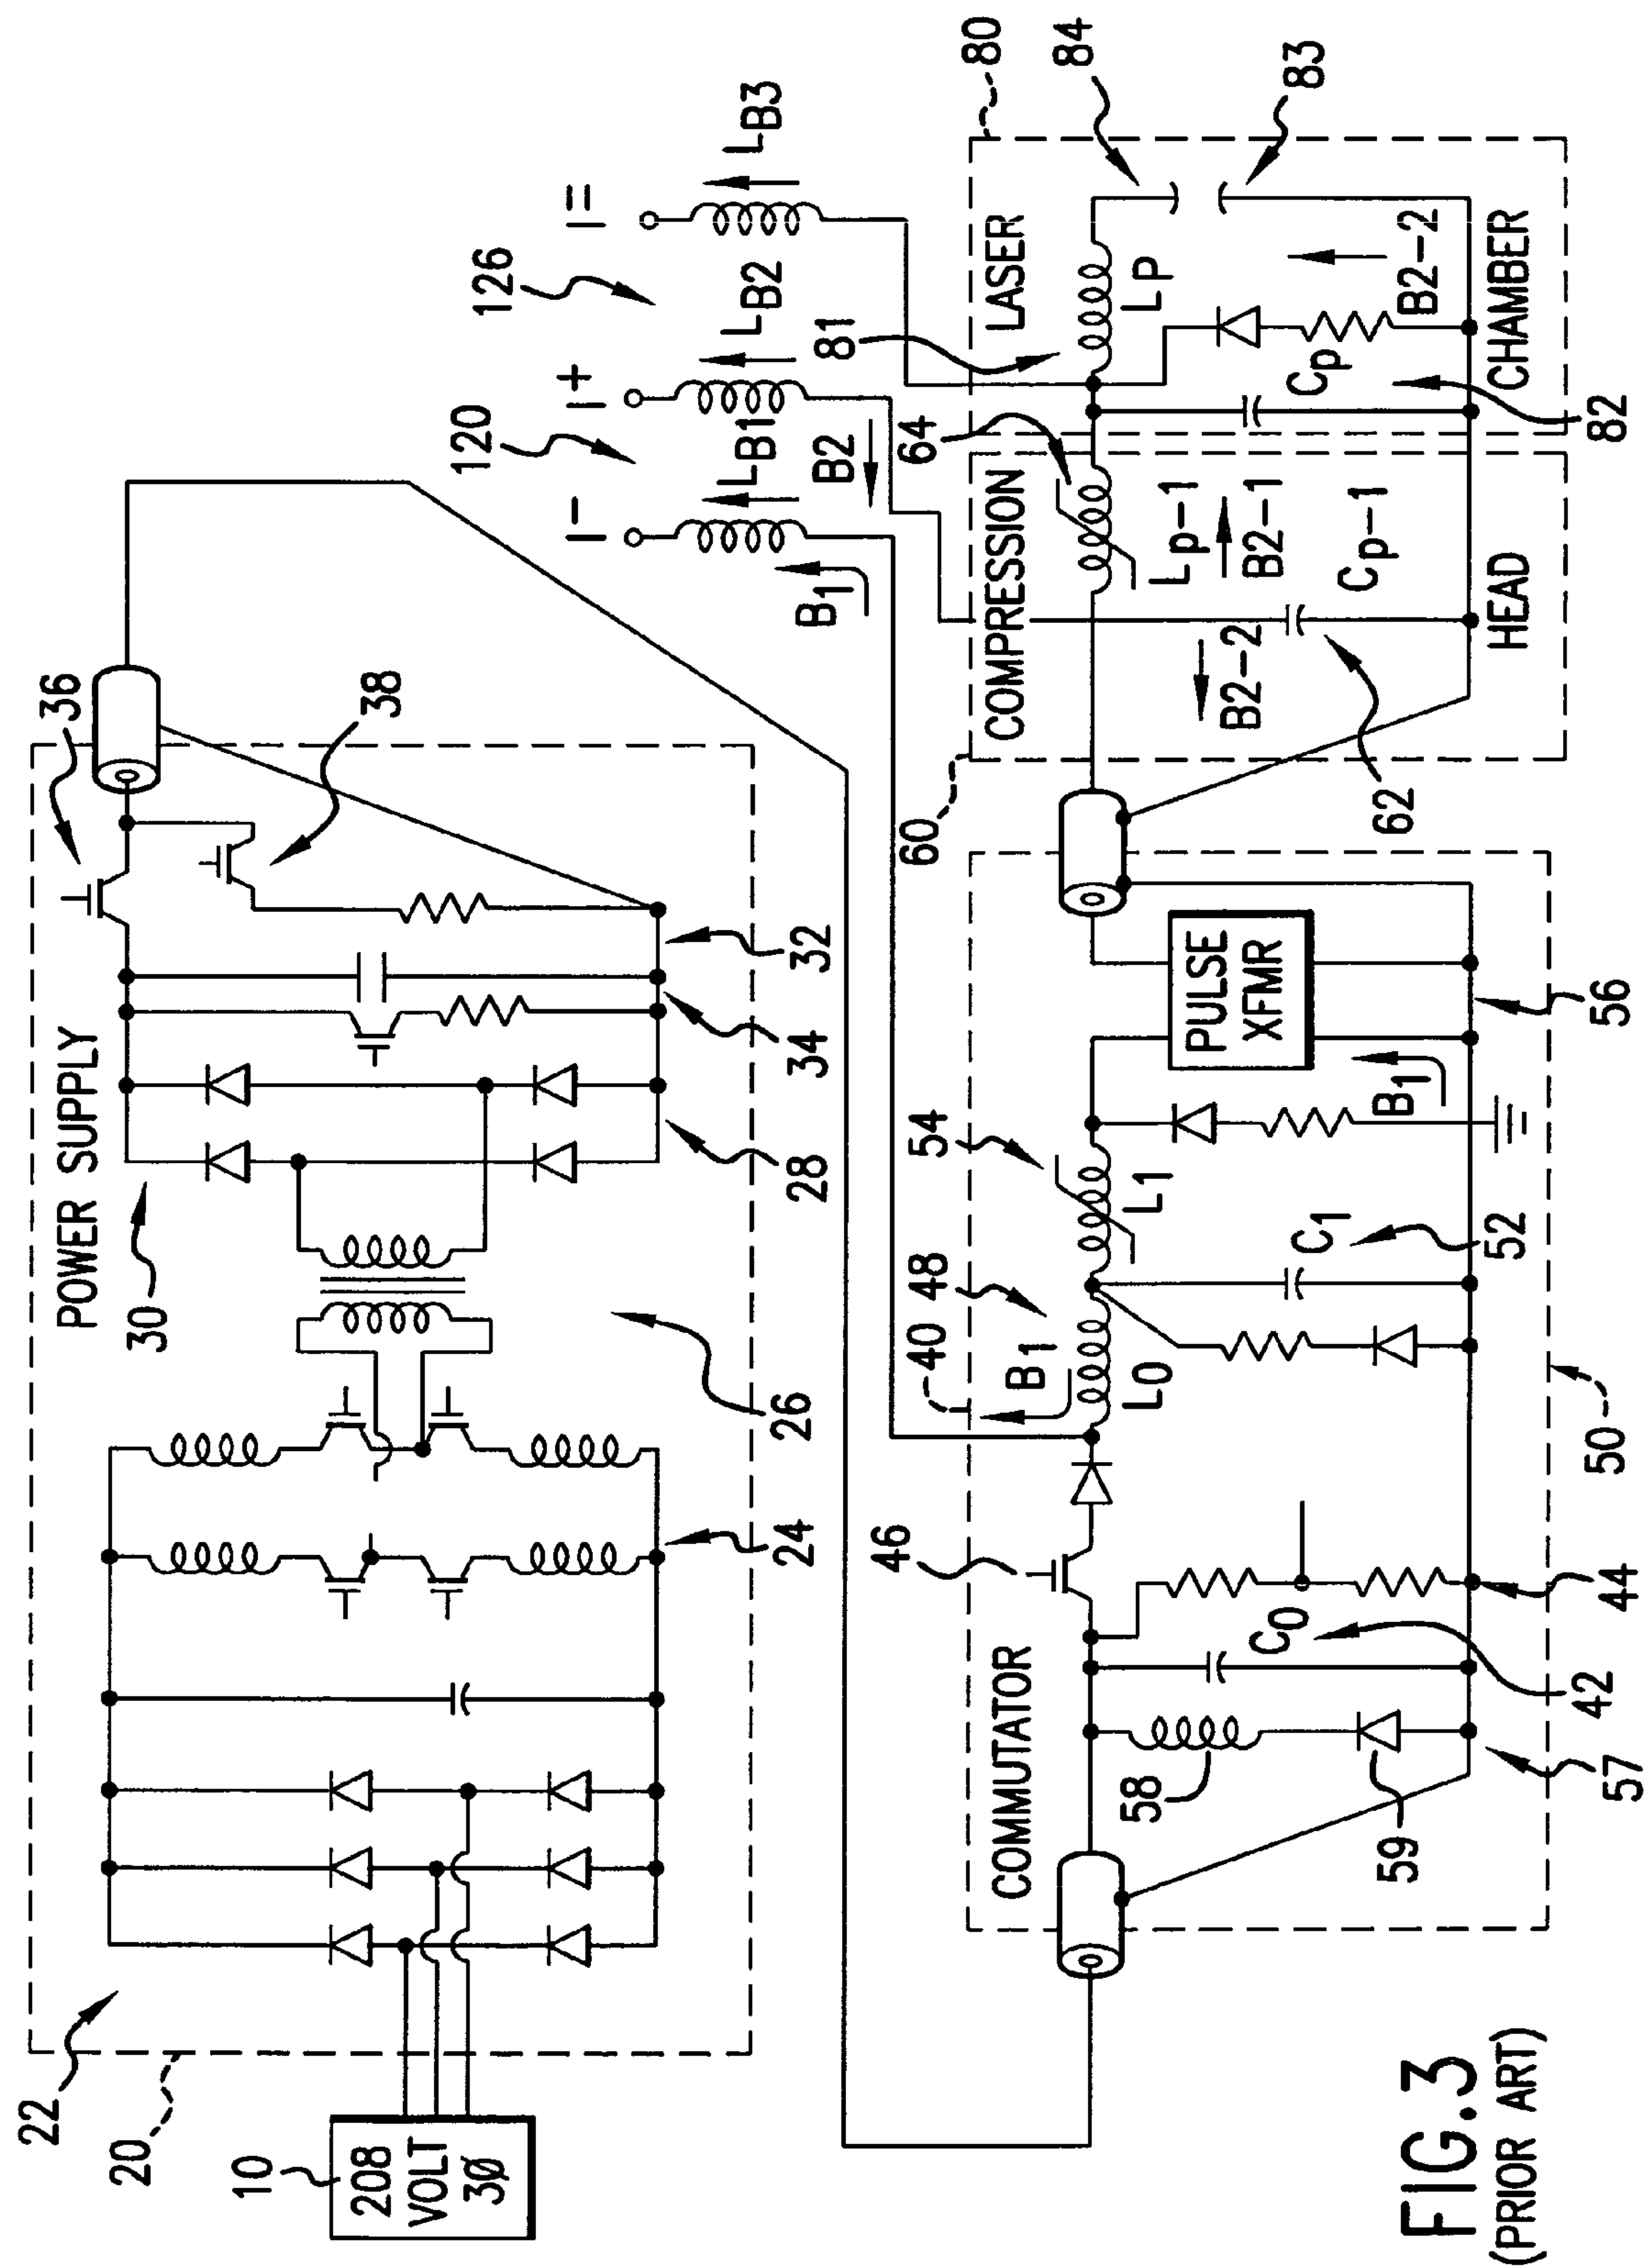 POWER SUPPLY
10
208
VOLT
3Ø
20
22
24
26
28
30
32
34
36
38
120
126
I-
I+
I=
LB1
LB2
LB3
B1
B2
COMMUTATOR
40
42
44
46
48
50
52
54
56
57
58
59
C0
L0
B1
C1
L1
B1
PULSE
XFMR
COMPRESSION
HEAD
60
62
64
Lp-1
B2-1
Cp-1
B2-2
LASER
CHAMBER
80
81
82
83
84
LP
Cp
B2-2
FIG.3
(PRIOR ART)